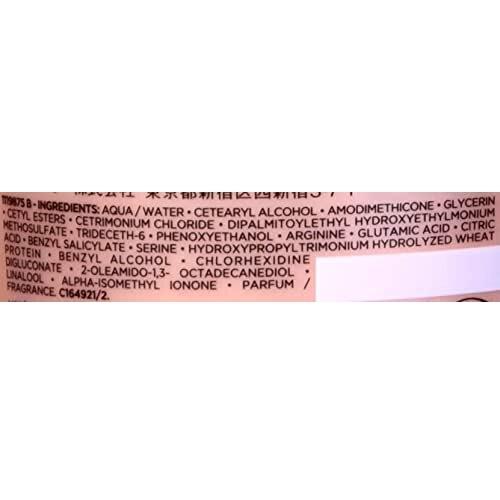 株式会社 東京都新宿区西新宿3-7-1
1119875 B • INGREDIENTS: AQUA / WATER • CETEARYL ALCOHOL • AMODIMETHICONE • GLYCERIN
• CETYL ESTERS • CETRIMONIUM CHLORIDE • DIPALMITOYLETHYL HYDROXYETHYLMONIUM
METHOSULFATE • TRIDECETH-6 • PHENOXYETHANOL • ARGININE • GLUTAMIC ACID • CITRIC
ACID • BENZYL SALICYLATE • SERINE • HYDROXYPROPYLTRIMONIUM HYDROLYZED WHEAT
PROTEIN • BENZYL ALCOHOL • CHLORHEXIDINE
DIGLUCONATE • 2-OLEAMIDO-1,3- OCTADECANEDIOL •
LINALOOL • ALPHA-ISOMETHYL IONONE • PARFUM /
FRAGRANCE. C164921/2.